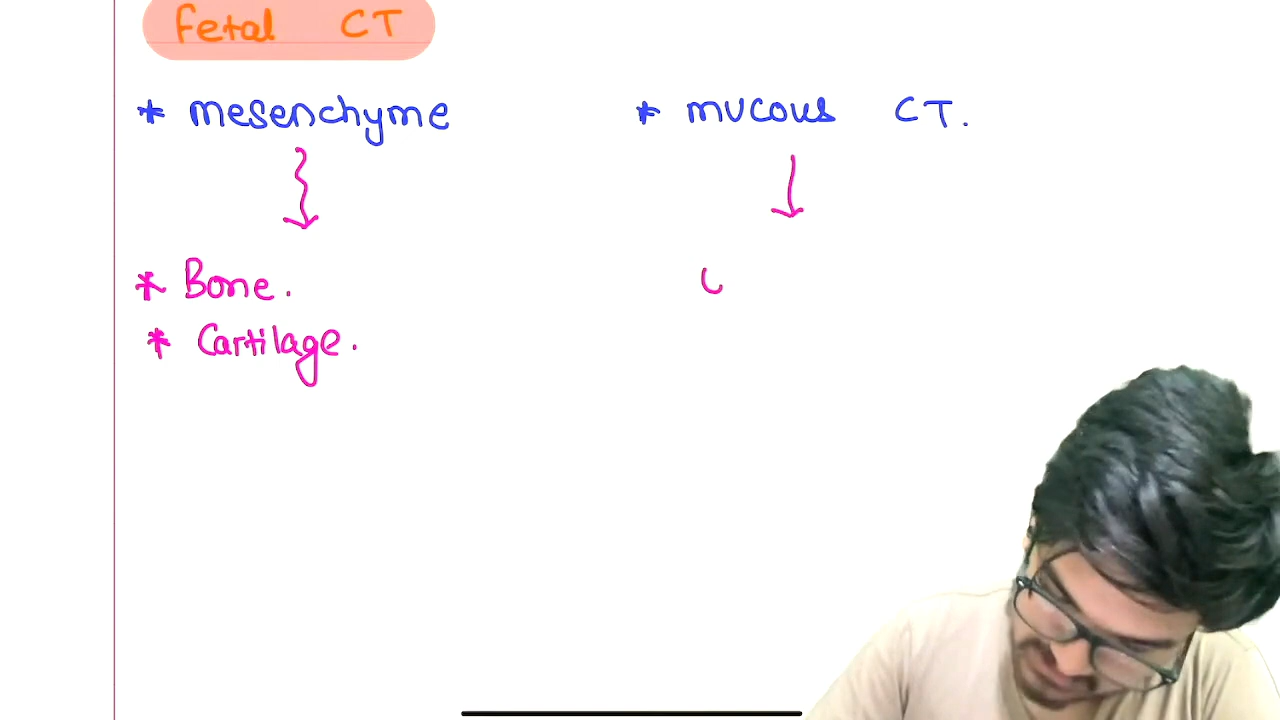 Fetal CT
* mesenchyme
* mucous CT.
* Bone.
* Cartilage.